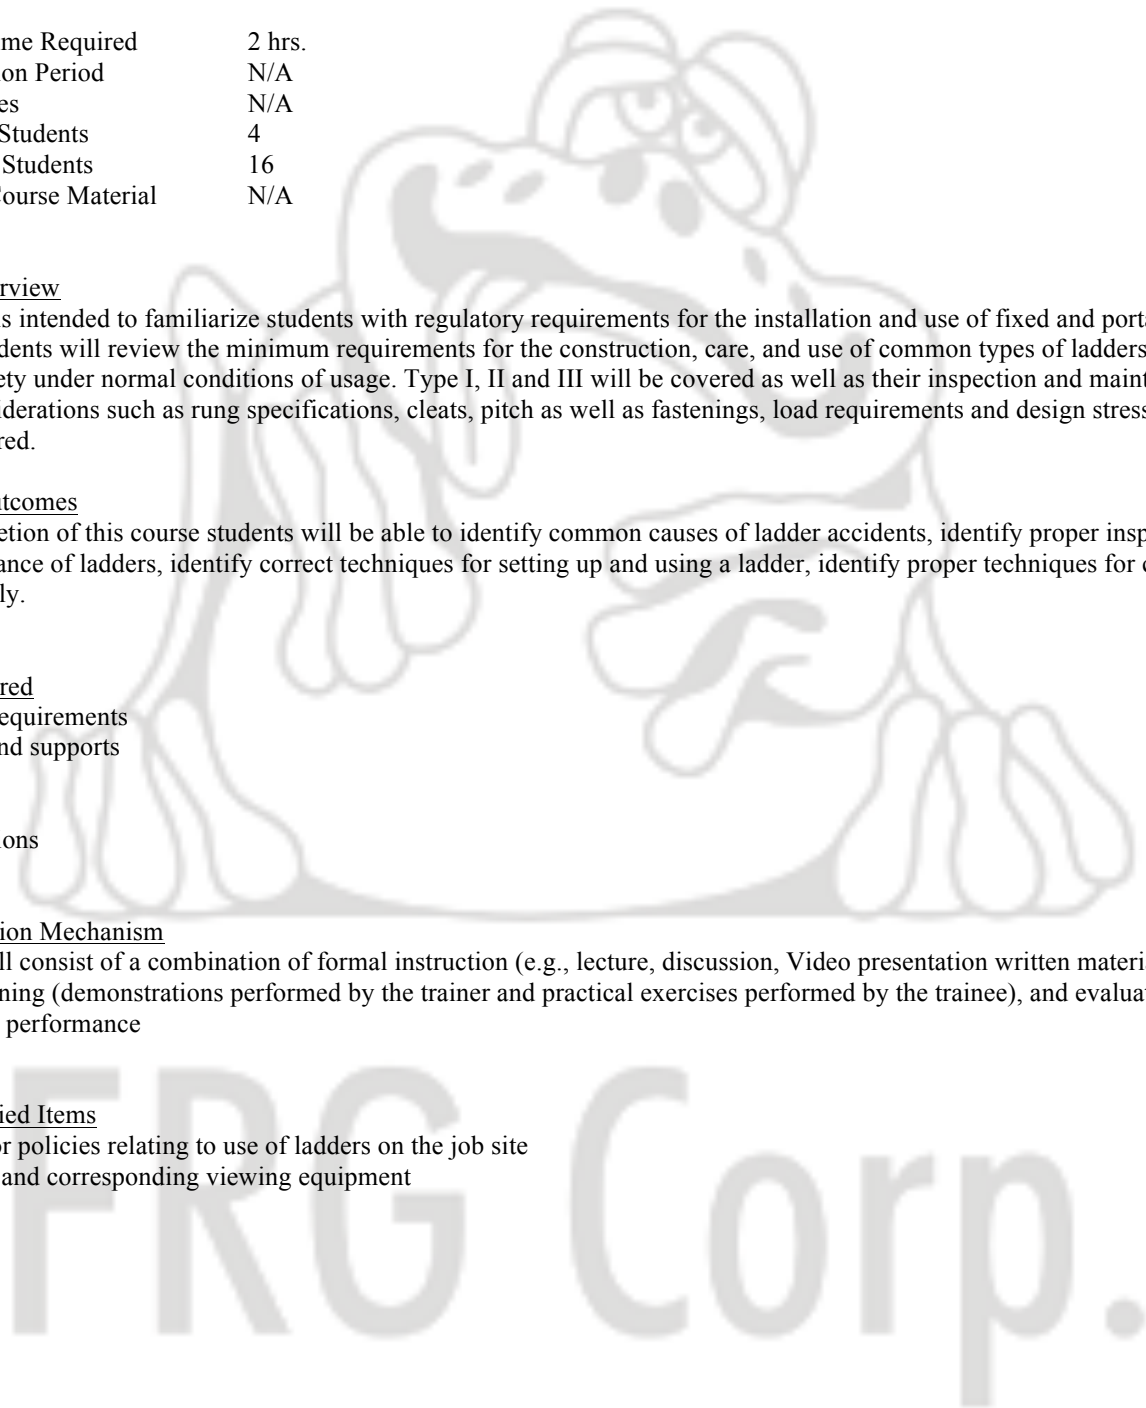 me Required 2 hrs.
on Period N/A
es N/A
Students 4
Students 16
Course Material N/A
rview
s intended to familiarize students with regulatory requirements for the installation and use of fixed and porta
dents will review the minimum requirements for the construction, care, and use of common types of ladders
ety under normal conditions of usage. Type I, II and III will be covered as well as their inspection and maint
iderations such as rung specifications, cleats, pitch as well as fastenings, load requirements and design stress
red.
utcomes
etion of this course students will be able to identify common causes of ladder accidents, identify proper insp
ance of ladders, identify correct techniques for setting up and using a ladder, identify proper techniques for c
ly.
red
equirements
nd supports
ons
ion Mechanism
ll consist of a combination of formal instruction (e.g., lecture, discussion, Video presentation written materi
ning (demonstrations performed by the trainer and practical exercises performed by the trainee), and evalua
performance
ied Items
or policies relating to use of ladders on the job site
and corresponding viewing equipment
FRG Corp.